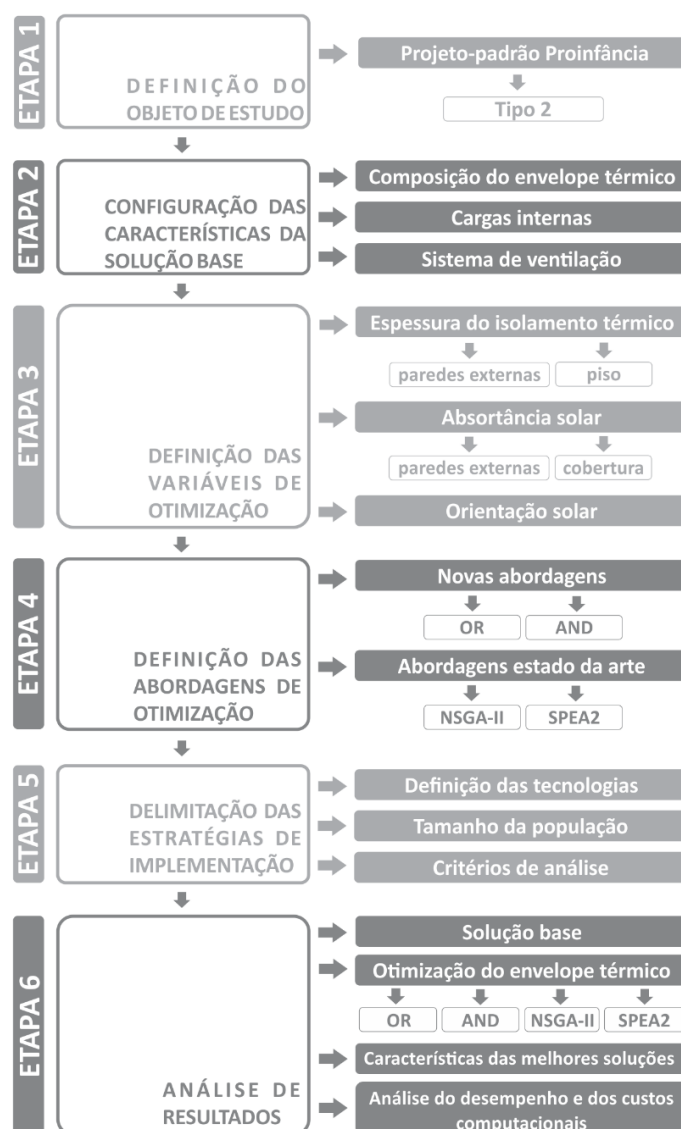 ETAPA 1
DEFINIÇÃO DO
OBJETO DE ESTUDO
Projeto-padrão Proinfância
Tipo 2
ETAPA 2
CONFIGURAÇÃO DAS
CARACTERÍSTICAS DA
SOLUÇÃO BASE
Composição do envelope térmico
Cargas internas
Sistema de ventilação
ETAPA 3
DEFINIÇÃO DAS
VARIÁVEIS DE
OTIMIZAÇÃO
Espessura do isolamento térmico
paredes externas
piso
Absortância solar
paredes externas
cobertura
Orientação solar
ETAPA 4
DEFINIÇÃO DAS
ABORDAGENS DE
OTIMIZAÇÃO
Novas abordagens
OR
AND
Abordagens estado da arte
NSGA-II
SPEA2
ETAPA 5
DELIMITAÇÃO DAS
ESTRATÉGIAS DE
IMPLEMENTAÇÃO
Definição das tecnologias
Tamanho da população
Critérios de análise
ETAPA 6
ANÁLISE DE
RESULTADOS
Solução base
Otimização do envelope térmico
OR
AND
NSGA-II
SPEA2
Características das melhores soluções
Análise do desempenho e dos custos
computacionais